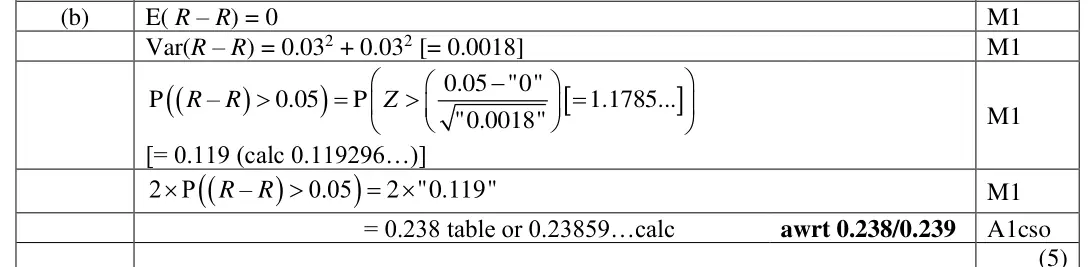 (b) E( R – R) = 0 M1
Var(R – R) = 0.03² + 0.03² [= 0.0018] M1
P((R – R) > 0.05) = P(Z > ((0.05 – "0")/√"0.0018")[= 1.1785...]) M1
[= 0.119 (calc 0.119296…)]
2 × P((R – R) > 0.05) = 2 × "0.119" M1
= 0.238 table or 0.23859…calc awrt 0.238/0.239 A1cso
(5)